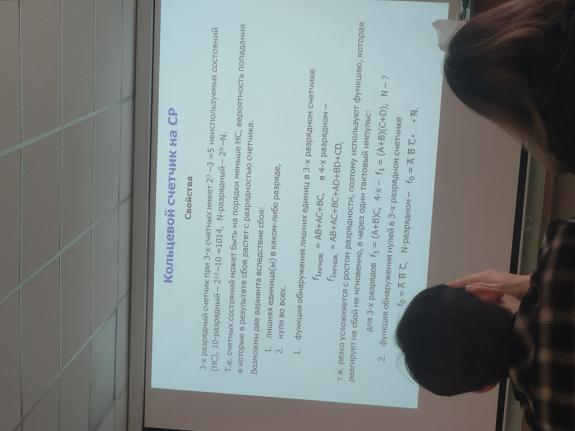 Кольцевой счетчик на СР
Свойства
3-х разрядный счетчик при 3-х счетных имеет 2³ –3 =5 неиспользуемых состояний
(НС), 10-разрядный – 2¹⁰–10 =1014, N-разрядный – 2ᴺ –N.
Т.е. счетных состояний может быть на порядки меньше НС, вероятность попадания
в которые в результате сбоя растет с разрядностью счетчика.
Возможны два варианта вследствие сбоя:
1. лишняя единица(ы) в каком-либо разряде,
2. нули во всех.
1. функция обнаружения лишних единиц в 3-х разрядном счетчике
f₁мгнов. = AB+AC+BC, в 4-х разрядном –
f₁мгнов. = AB+AC+BC+AD+BD+CD,
т.е. резко усложняется с ростом разрядности, поэтому используют функцию, которая
реагирует на сбой не мгновенно, а через один тактовый импульс:
для 3-х разрядов f₁ = (A+B)C, 4-х – f₁ = (A+B)(C+D), N – ?
2. функция обнаружения нулей в 3-х разрядном счетчике
f₀ = A̅ B̅ C̅, N-разрядном – f₀ = A̅ B̅ C̅ •...• N̅.